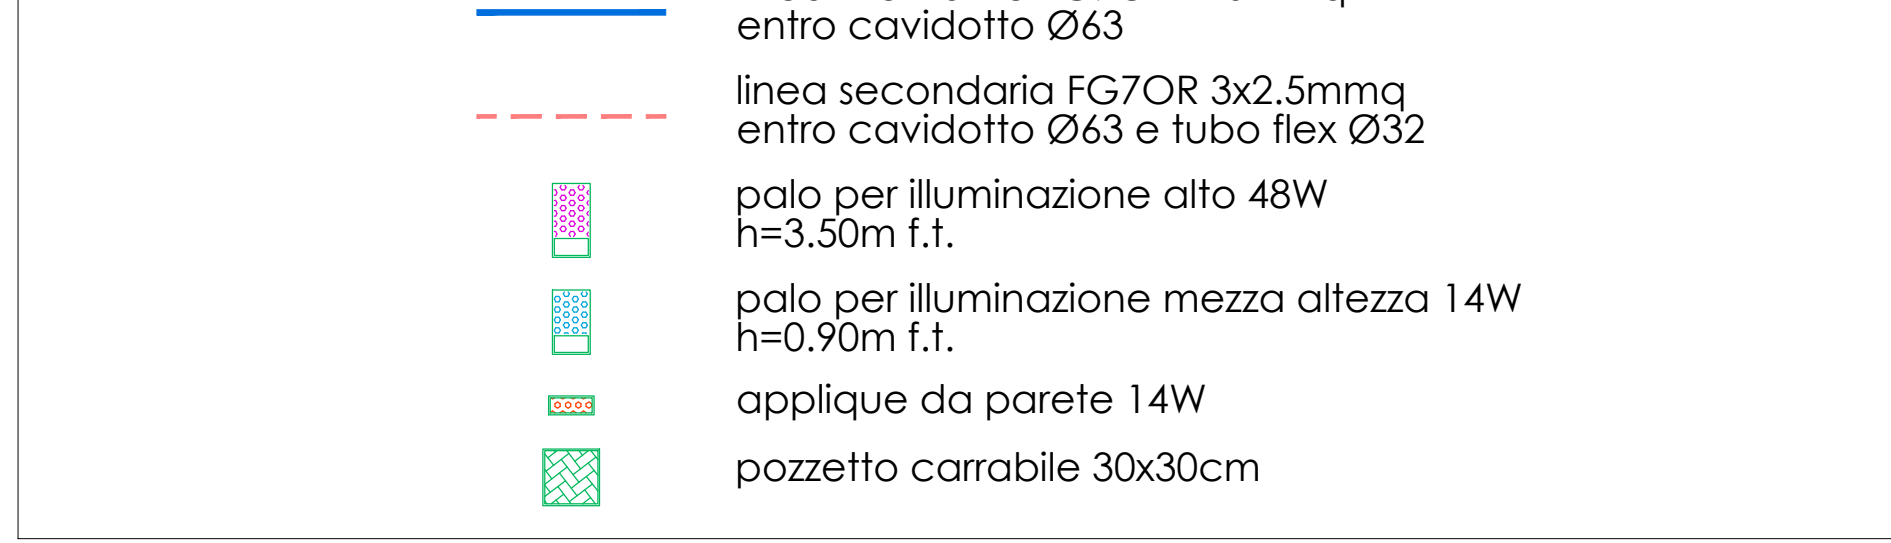 entro cavidotto Ø63
linea secondaria FG7OR 3x2.5mmq
entro cavidotto Ø63 e tubo flex Ø32
palo per illuminazione alto 48W
h=3.50m f.t.
palo per illuminazione mezza altezza 14W
h=0.90m f.t.
applique da parete 14W
pozzetto carrabile 30x30cm